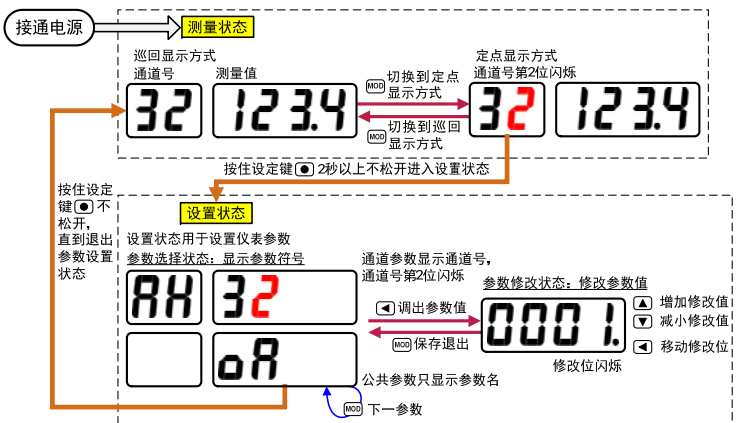 接通电源
测量状态
巡回显示方式
通道号
测量值
32
123.4
MOD
切换到定点
显示方式
MOD
切换到巡回
显示方式
定点显示方式
通道号第2位闪烁
32
123.4
按住设定键 2秒以上不松开进入设置状态
按住设定
键 不
松开,
直到退出
参数设置
状态
设置状态
设置状态用于设置仪表参数
参数选择状态：显示参数符号
AH
32
oA
通道参数显示通道号,
通道号第2位闪烁
调出参数值
MOD 保存退出
公共参数只显示参数名
MOD 下一参数
参数修改状态：修改参数值
0001.
修改位闪烁
增加修改值
减小修改值
移动修改位